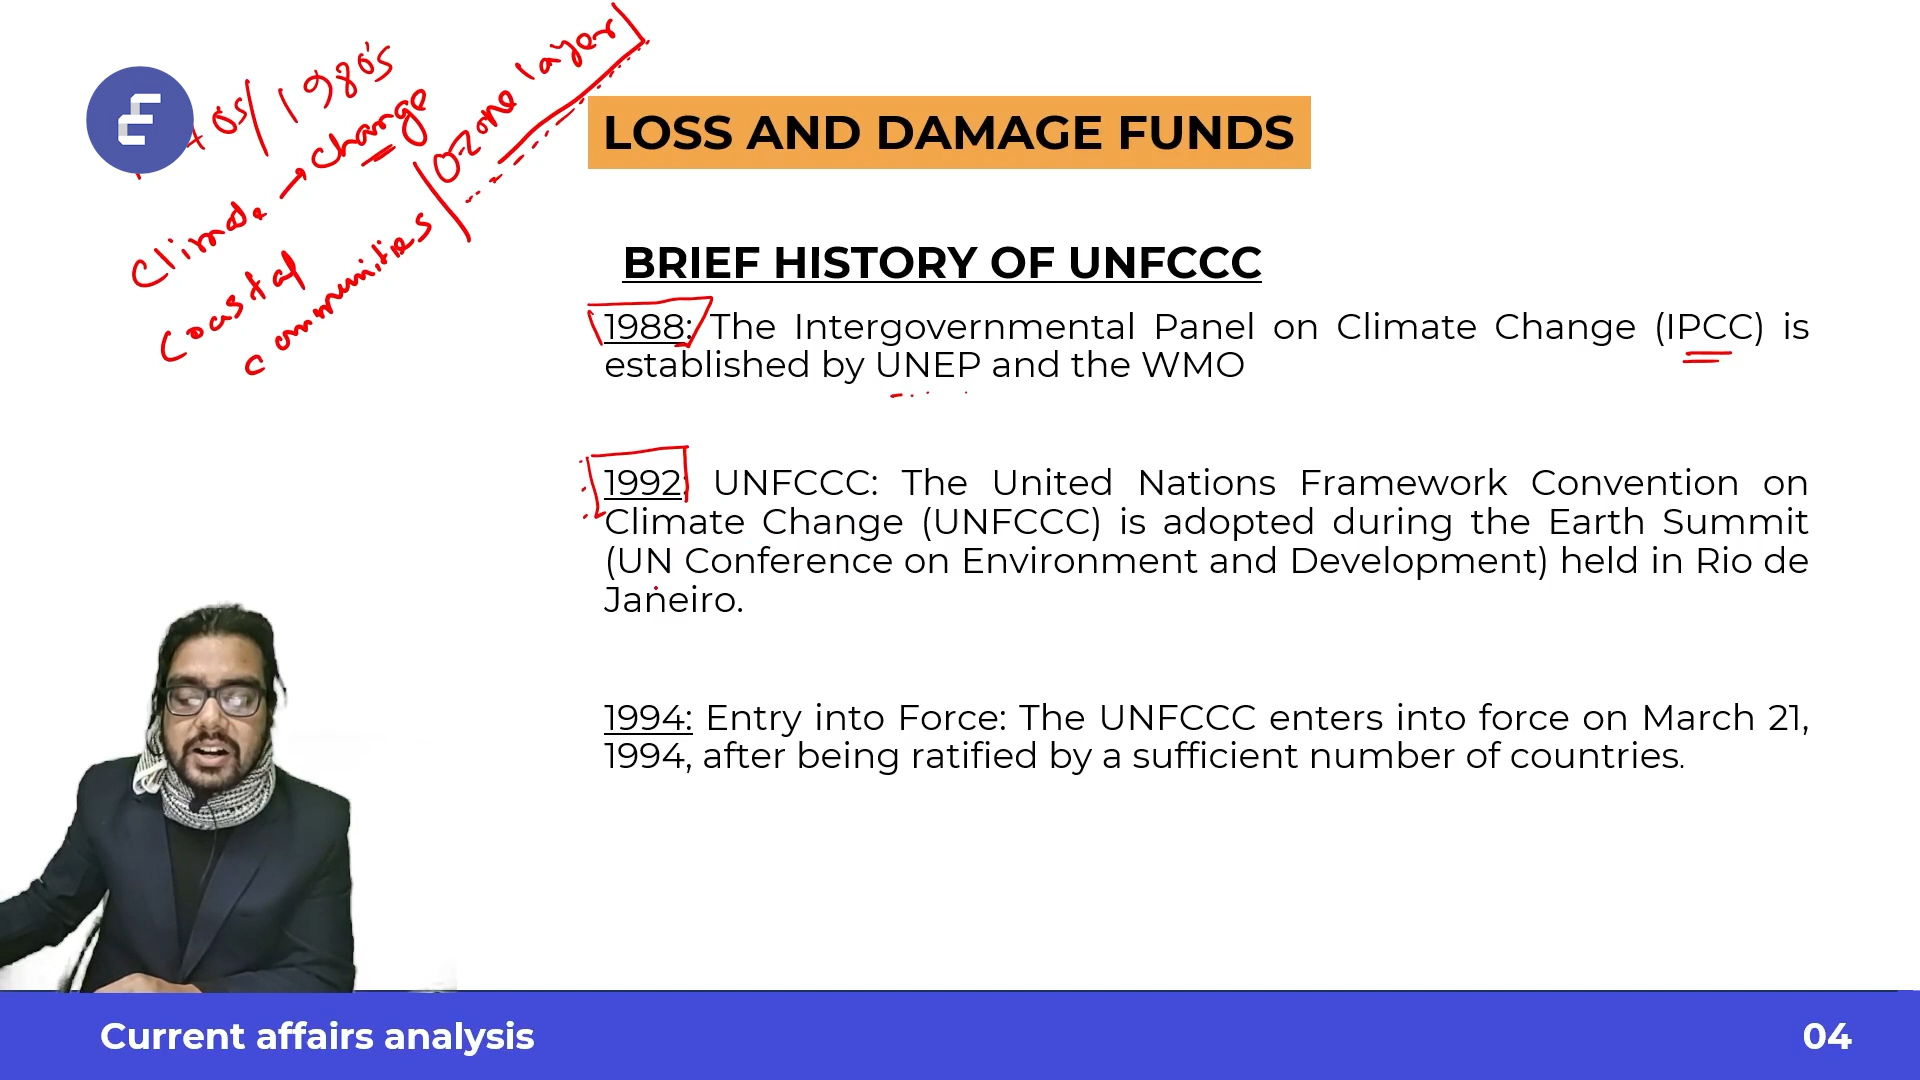 0s/1980's
Climate → change
Coastal communities / Ozone layer
LOSS AND DAMAGE FUNDS
BRIEF HISTORY OF UNFCCC
1988: The Intergovernmental Panel on Climate Change (IPCC) is
established by UNEP and the WMO
1992: UNFCCC: The United Nations Framework Convention on
Climate Change (UNFCCC) is adopted during the Earth Summit
(UN Conference on Environment and Development) held in Rio de
Janeiro.
1994: Entry into Force: The UNFCCC enters into force on March 21,
1994, after being ratified by a sufficient number of countries.
Current affairs analysis
04